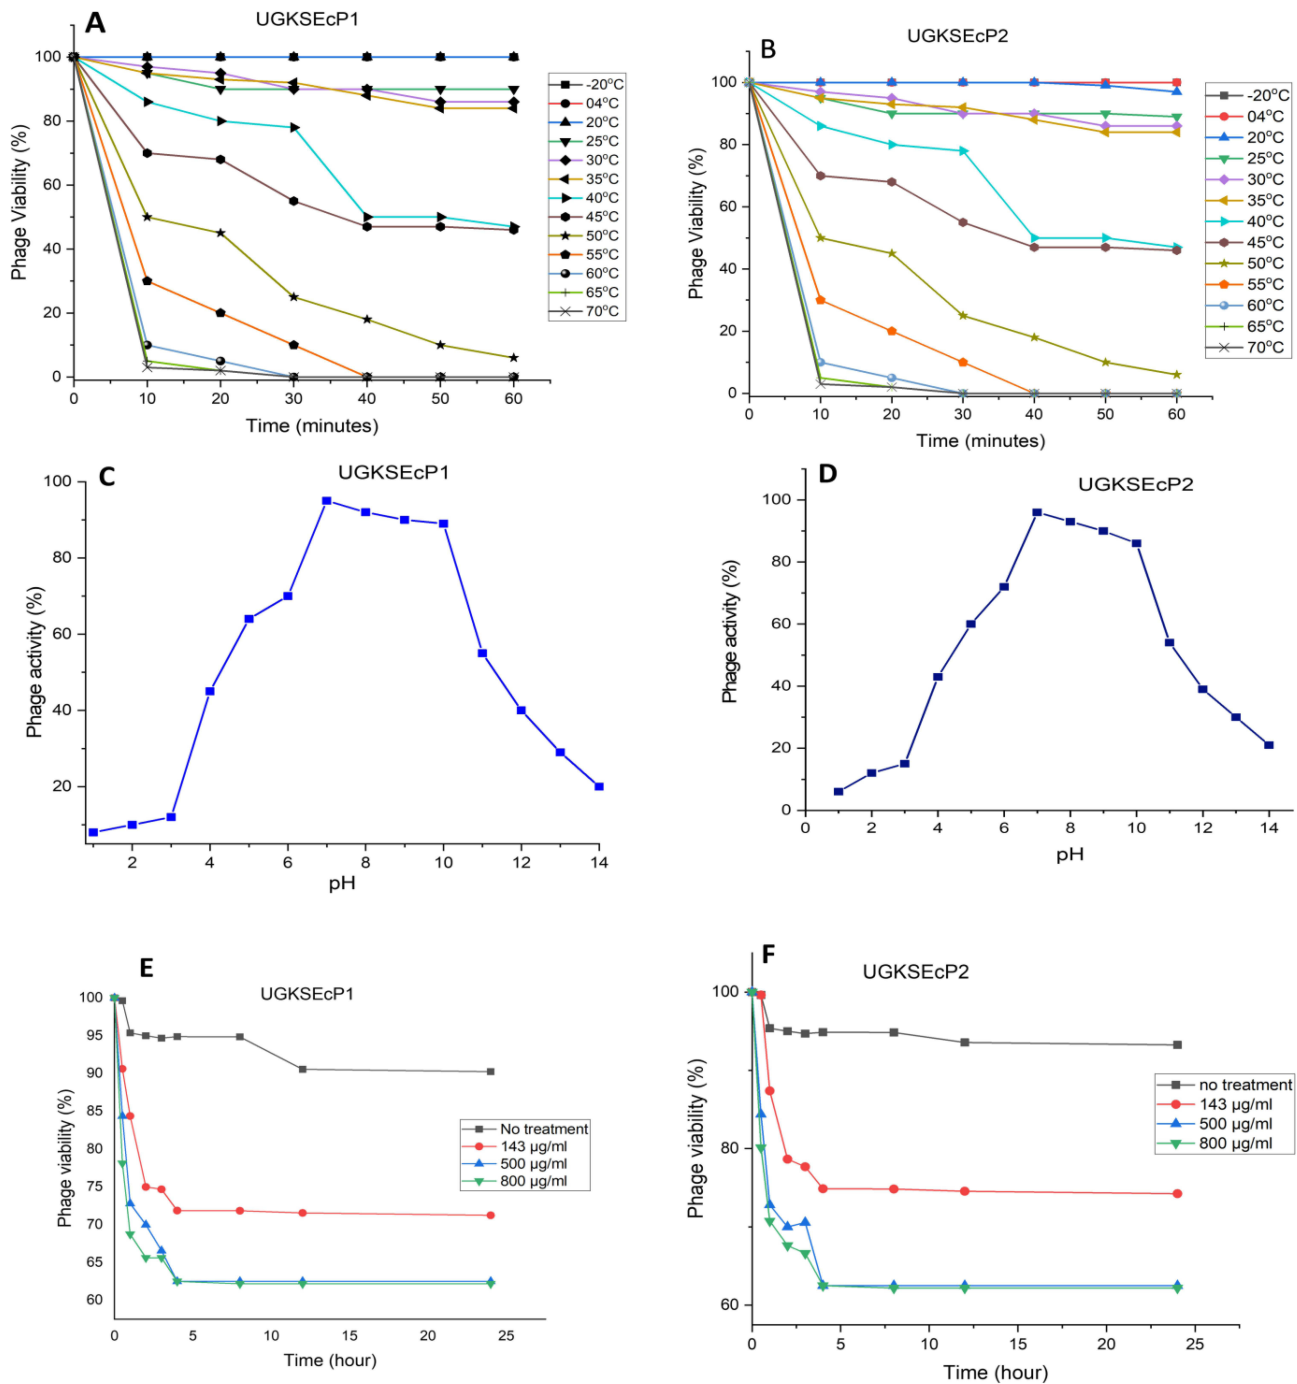 A
UGKSEcP1
100
80
60
40
20
0
Phage Viability (%)
0 10 20 30 40 50 60
Time (minutes)
-20°C
04°C
20°C
25°C
30°C
35°C
40°C
45°C
50°C
55°C
60°C
65°C
70°C
B
UGKSEcP2
100
80
60
40
20
0
Phage Viability (%)
0 10 20 30 40 50 60
Time (minutes)
-20°C
04°C
20°C
25°C
30°C
35°C
40°C
45°C
50°C
55°C
60°C
65°C
70°C
C
UGKSEcP1
100
80
60
40
20
Phage activity (%)
2 4 6 8 10 12 14
pH
D
UGKSEcP2
100
80
60
40
20
0
Phage activity (%)
0 2 4 6 8 10 12 14
pH
E
UGKSEcP1
100
95
90
85
80
75
70
65
60
Phage viability (%)
0 5 10 15 20 25
Time (hour)
No treatment
143 µg/ml
500 µg/ml
800 µg/ml
F
UGKSEcP2
100
80
60
Phage viability (%)
0 5 10 15 20 25
Time (hour)
no treatment
143 µg/ml
500 µg/ml
800 µg/ml